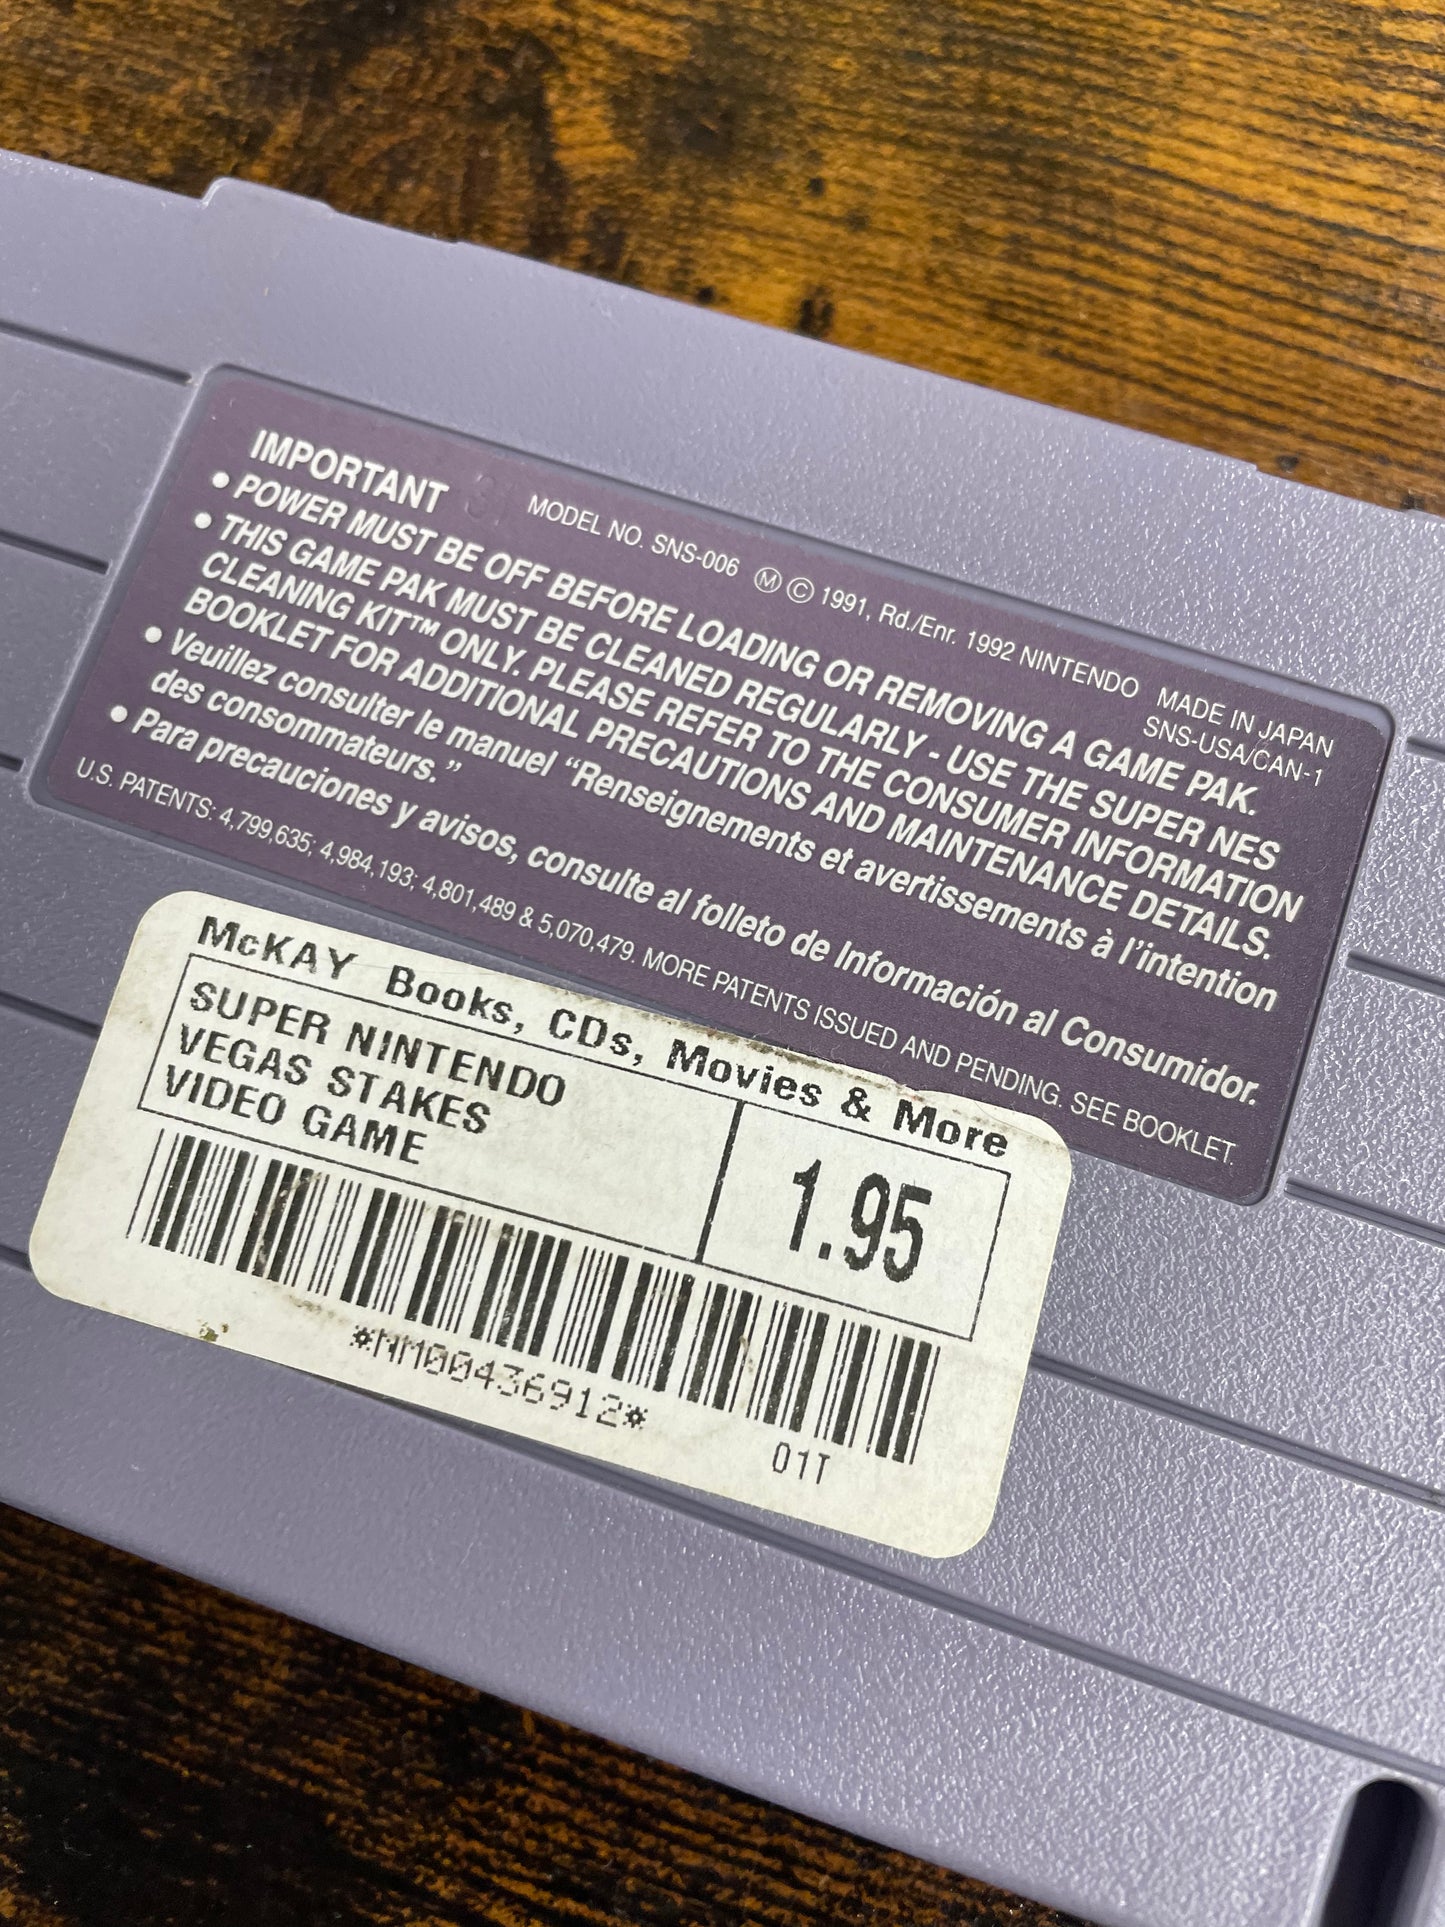 IMPORTANT MODEL NO. SNS-006 Ⓜ © 1991, Rd./Enr. 1992 NINTENDO MADE IN JAPAN
SNS-USA/CAN-1
• POWER MUST BE OFF BEFORE LOADING OR REMOVING A GAME PAK.
• THIS GAME PAK MUST BE CLEANED REGULARLY - USE THE SUPER NES
CLEANING KIT™ ONLY. PLEASE REFER TO THE CONSUMER INFORMATION
BOOKLET FOR ADDITIONAL PRECAUTIONS AND MAINTENANCE DETAILS.
• Veuillez consulter le manuel “Renseignements et avertissements à l’intention
des consommateurs.”
• Para precauciones y avisos, consulte al folleto de Información al Consumidor.
U.S. PATENTS: 4,799,635; 4,984,193; 4,801,489 & 5,070,479. MORE PATENTS ISSUED AND PENDING. SEE BOOKLET.
McKAY Books, CDs, Movies & More
SUPER NINTENDO
VEGAS STAKES
VIDEO GAME
1.95
*NM00436912*
01T